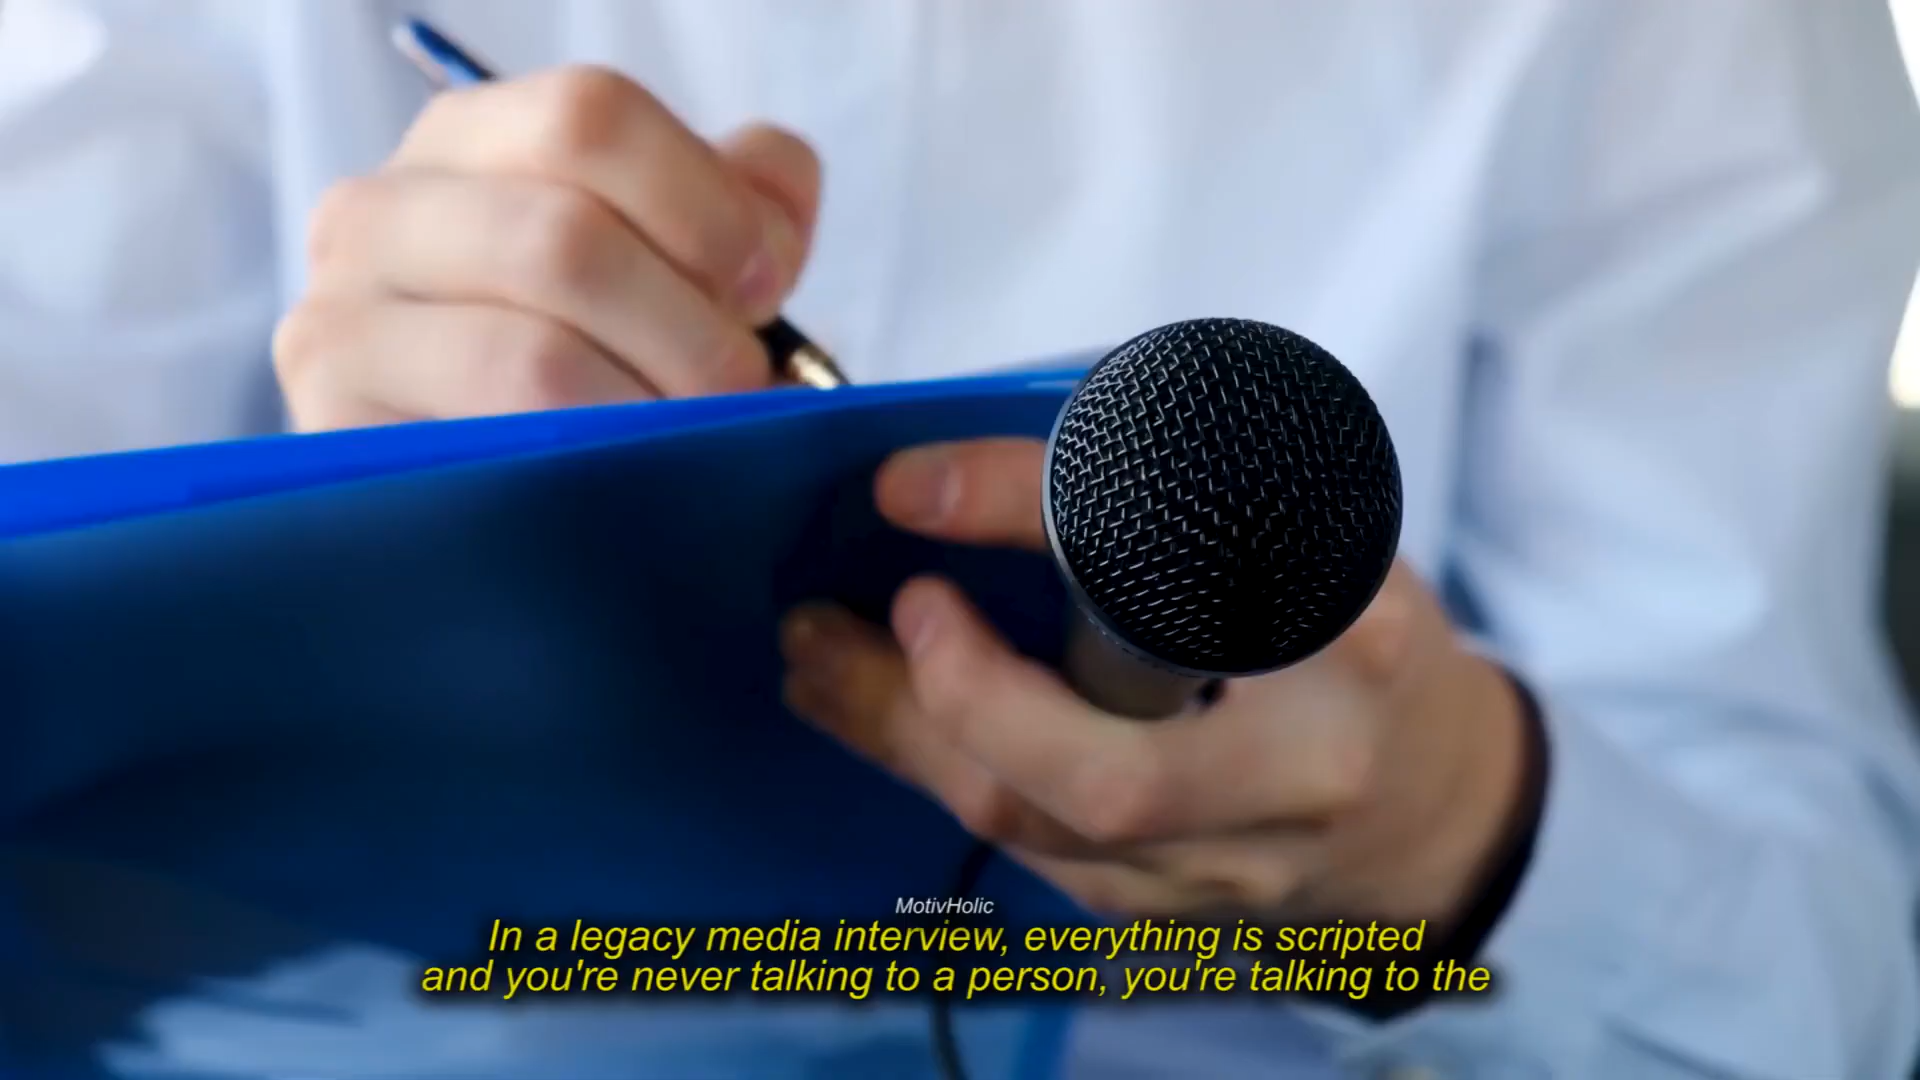 MotivHolic
In a legacy media interview, everything is scripted
and you're never talking to a person, you're talking to the